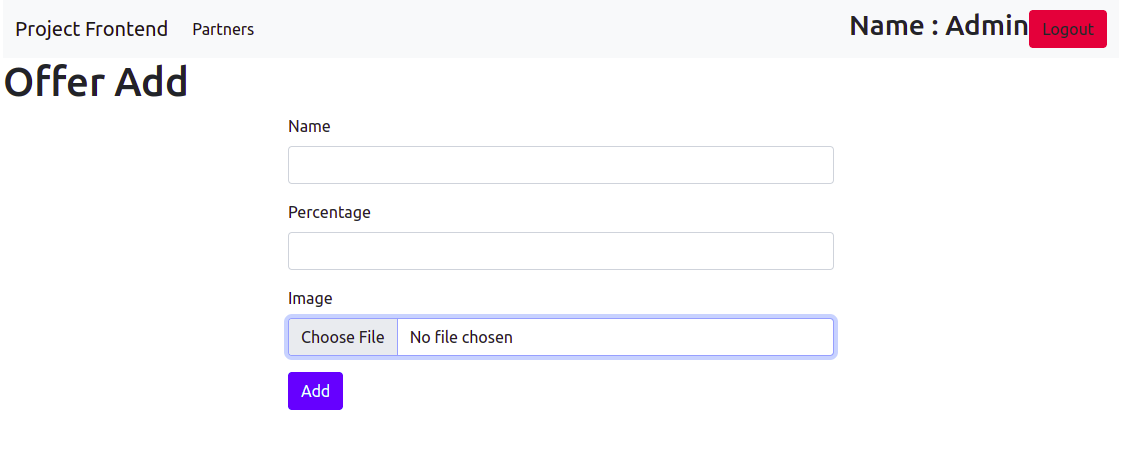 Project Frontend Partners Name : Admin Logout
Offer Add
Name
Percentage
Image
Choose File No file chosen
Add